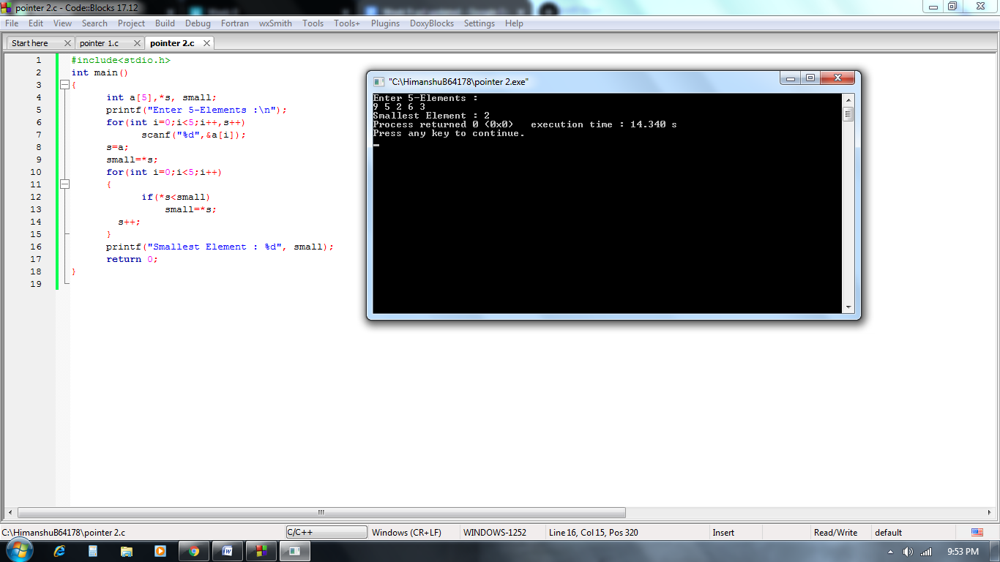 pointer 2.c - Code::Blocks 17.12
File Edit View Search Project Build Debug Fortran wxSmith Tools Tools+ Plugins DoxyBlocks Settings Help
Start here pointer 1.c pointer 2.c
1 #include<stdio.h>
2 int main()
3 {
4 int a[5],*s, small;
5 printf("Enter 5-Elements :\n");
6 for(int i=0;i<5;i++,s++)
7 scanf("%d",&a[i]);
8 s=a;
9 small=*s;
10 for(int i=0;i<5;i++)
11 {
12 if(*s<small)
13 small=*s;
14 s++;
15 }
16 printf("Smallest Element : %d", small);
17 return 0;
18 }
19
"C:\HimanshuB64178\pointer 2.exe"
Enter 5-Elements :
9 5 2 6 3
Smallest Element : 2
Process returned 0 (0x0) execution time : 14.340 s
Press any key to continue.
C:\HimanshuB64178\pointer 2.c C/C++ Windows (CR+LF) WINDOWS-1252 Line 16, Col 15, Pos 320 Insert Read/Write default
9:53 PM